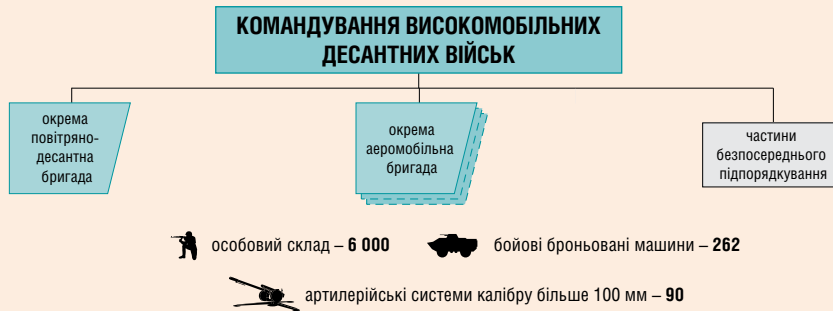 КОМАНДУВАННЯ ВИСОКОМОБІЛЬНИХ
ДЕСАНТНИХ ВІЙСЬК
окрема
повітряно-
десантна
бригада
окрема
аеромобільна
бригада
частини
безпосереднього
підпорядкування
особовий склад – 6 000
бойові броньовані машини – 262
артилерійські системи калібру більше 100 мм – 90